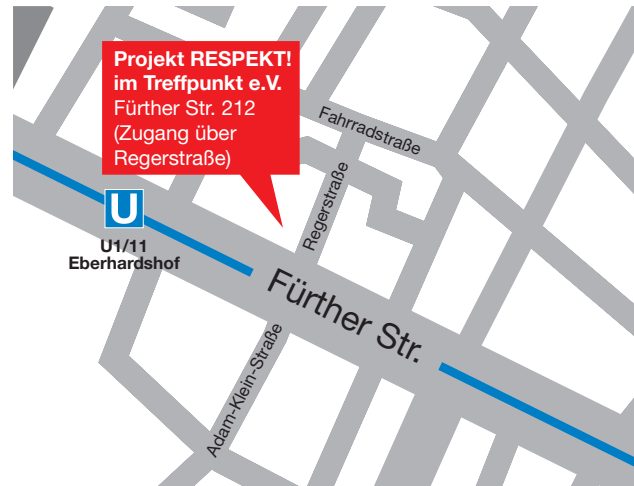 Projekt RESPEKT!
im Treffpunkt e.V.
Fürther Str. 212
(Zugang über
Regerstraße)
Fahrradstraße
Regerstraße
U
U1/11
Eberhardshof
Fürther Str.
Adam-Klein-Straße